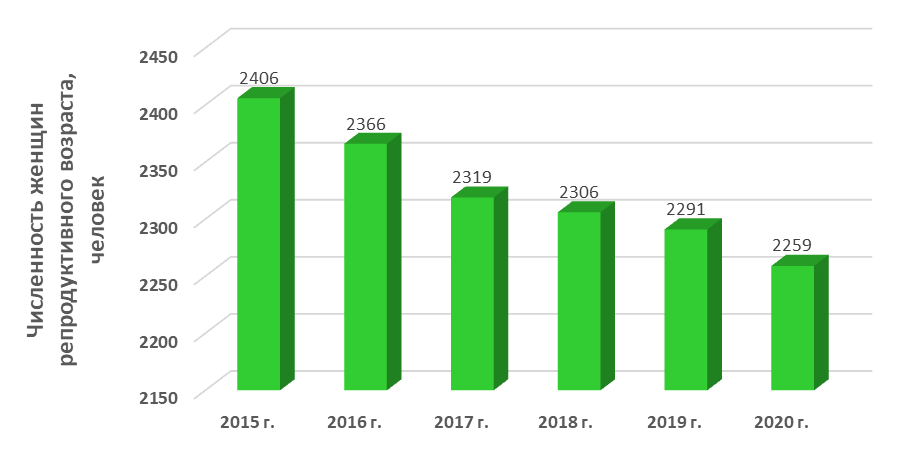 Численность женщин
репродуктивного возраста,
человек
2450
2400
2350
2300
2250
2200
2150
2406
2366
2319
2306
2291
2259
2015 г.
2016 г.
2017 г.
2018 г.
2019 г.
2020 г.